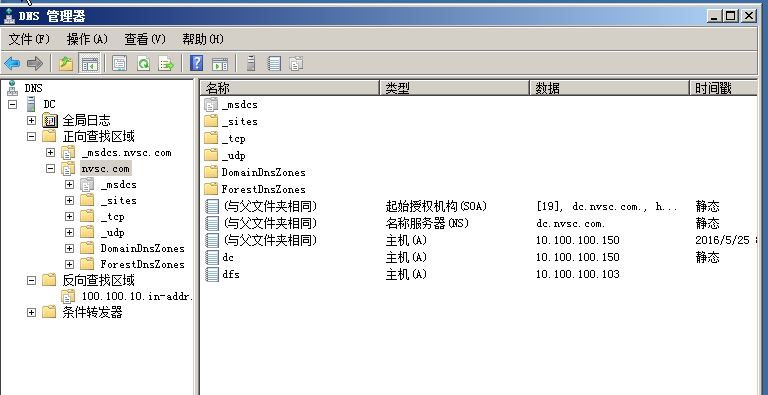 DNS 管理器
文件(F) 操作(A) 查看(V) 帮助(H)
DNS
DC
全局日志
正向查找区域
_msdcs.nvsc.com
nvsc.com
_msdcs
_sites
_tcp
_udp
DomainDnsZones
ForestDnsZones
反向查找区域
100.100.10.in-addr.
条件转发器
名称 类型 数据 时间戳
_msdcs
_sites
_tcp
_udp
DomainDnsZones
ForestDnsZones
(与父文件夹相同) 起始授权机构(SOA) [19], dc.nvsc.com., h... 静态
(与父文件夹相同) 名称服务器(NS) dc.nvsc.com. 静态
(与父文件夹相同) 主机(A) 10.100.100.150 2016/5/25
dc 主机(A) 10.100.100.150 静态
dfs 主机(A) 10.100.100.103